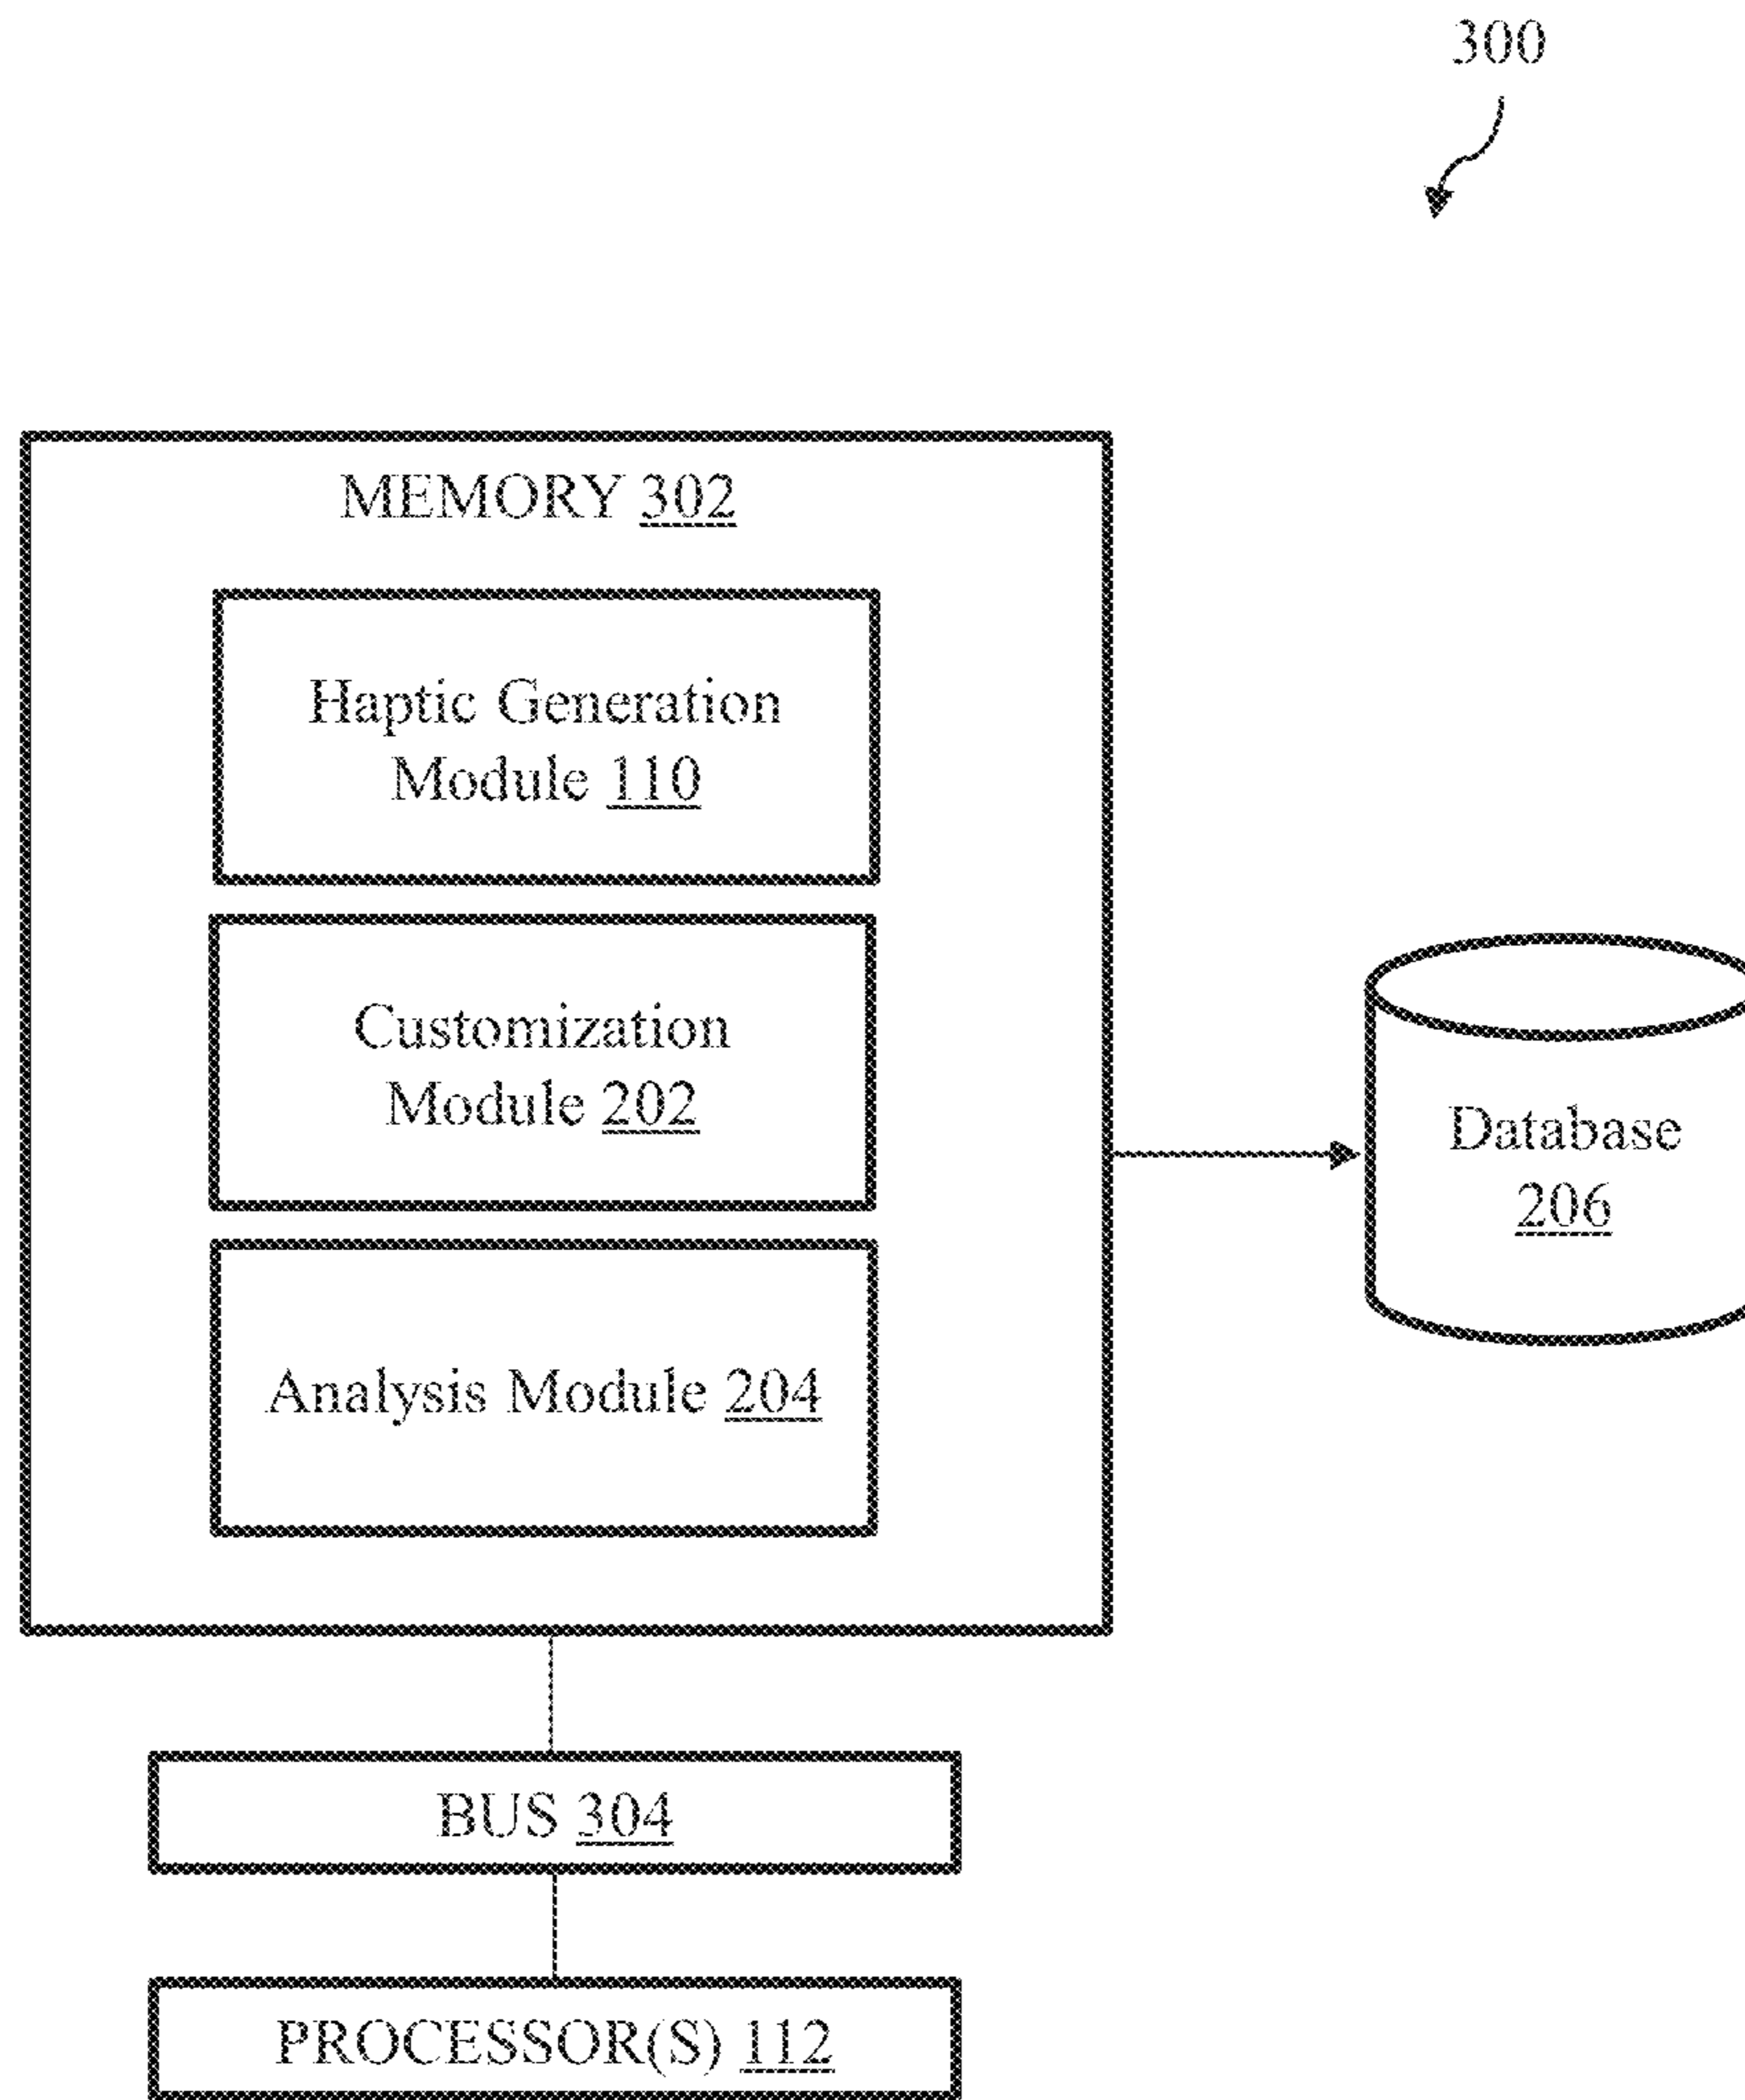 300
MEMORY 302
Haptic Generation
Module 110
Customization
Module 202
Analysis Module 204
Database
206
BUS 304
PROCESSOR(S) 112